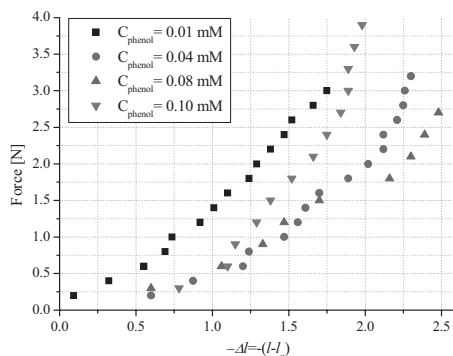 4.0
3.5
3.0
2.5
2.0
1.5
1.0
0.5
0.0
Force [N]
C_phenol = 0.01 mM
C_phenol = 0.04 mM
C_phenol = 0.08 mM
C_phenol = 0.10 mM
0.0 0.5 1.0 1.5 2.0 2.5
−Δl=-(l-l_o)